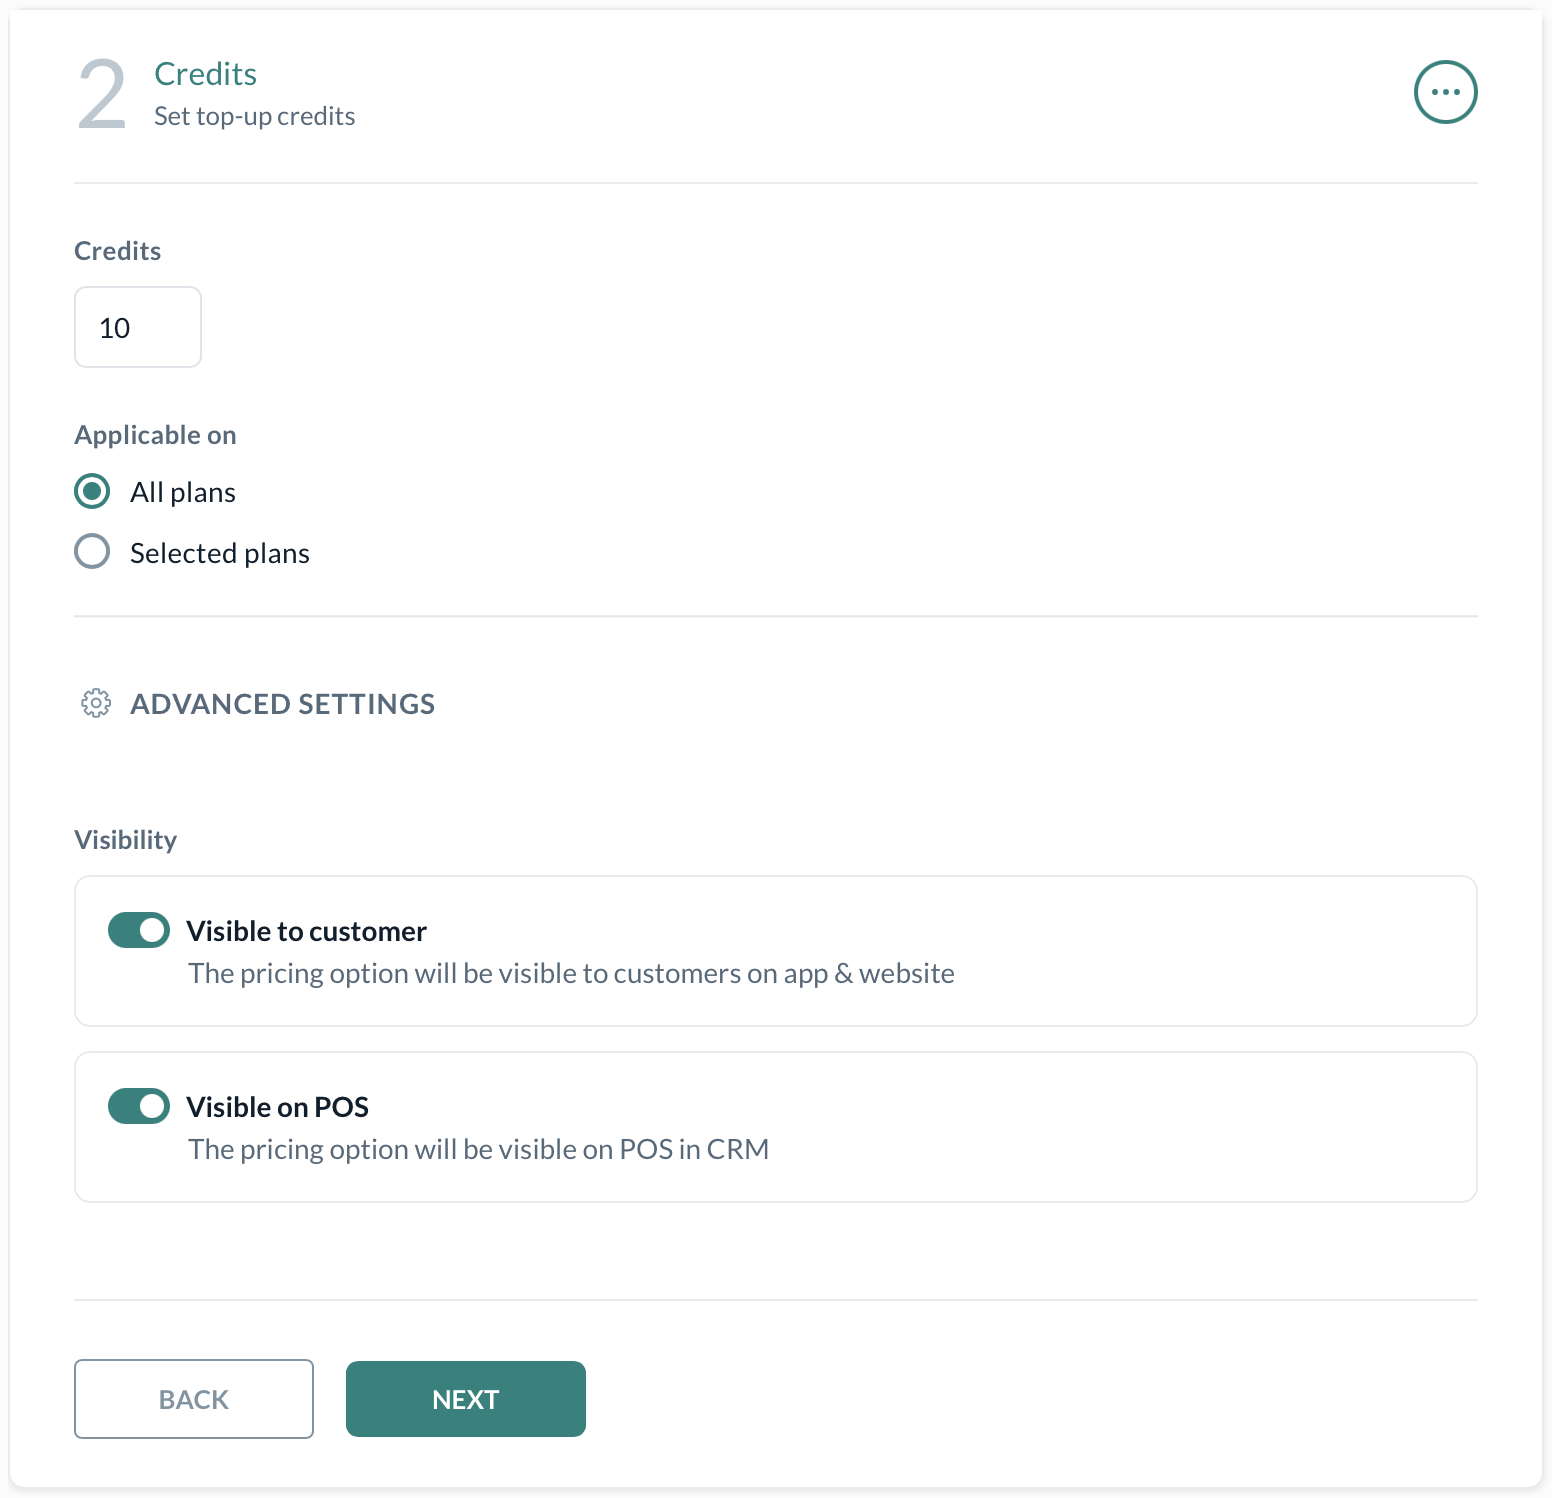 2
Credits
Set top-up credits
Credits
10
Applicable on
All plans
Selected plans
ADVANCED SETTINGS
Visibility
Visible to customer
The pricing option will be visible to customers on app & website
Visible on POS
The pricing option will be visible on POS in CRM
BACK
NEXT